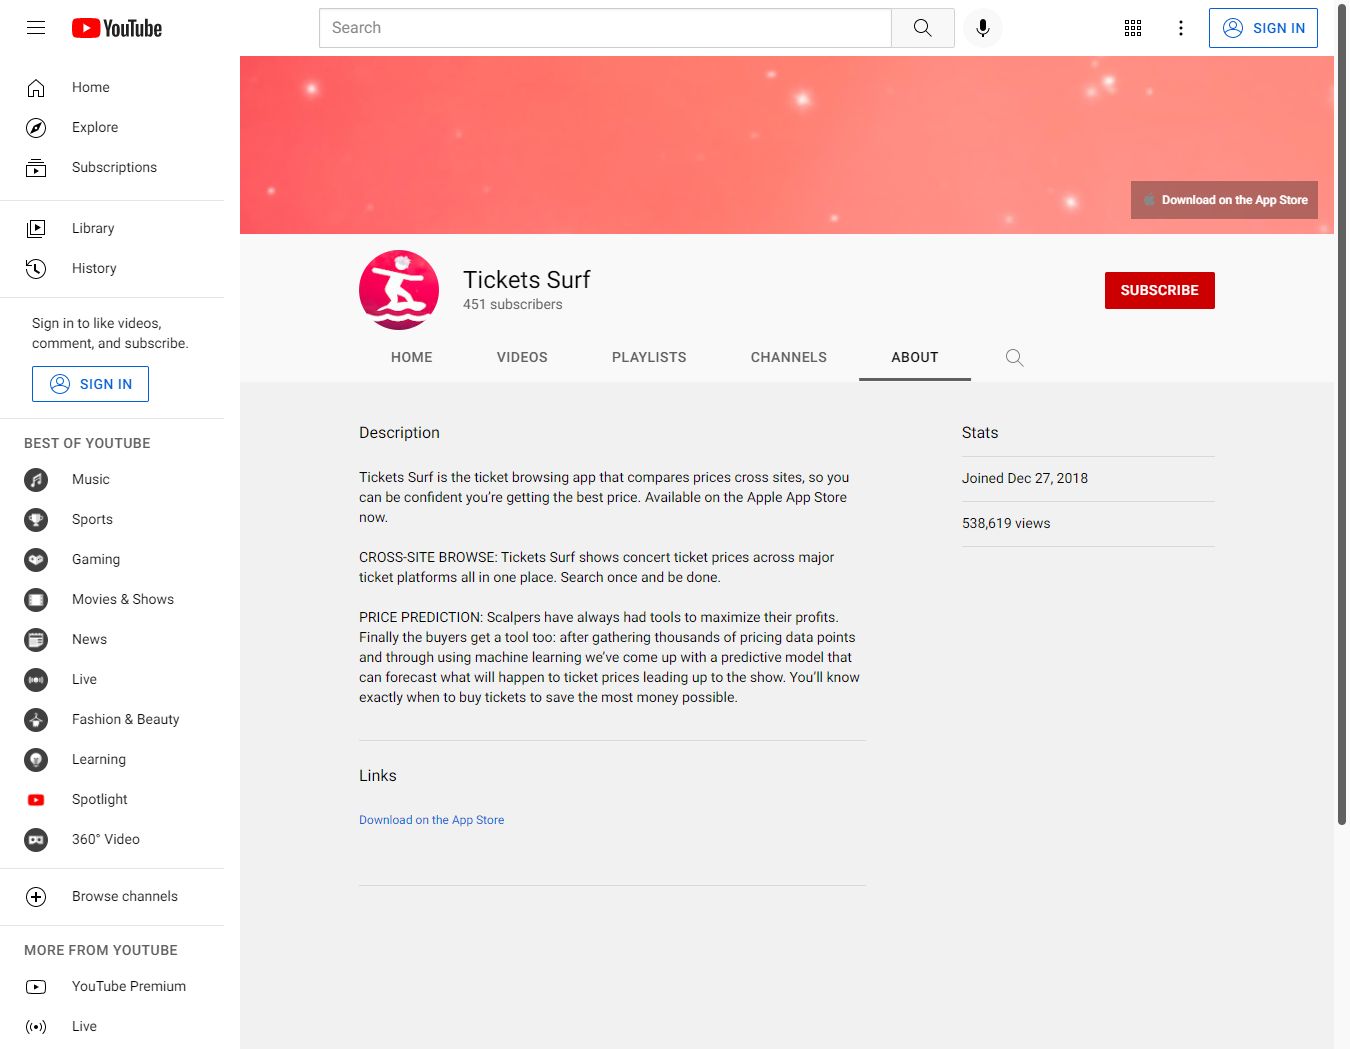 YouTube
Search
SIGN IN
Home
Explore
Subscriptions
Library
History
Sign in to like videos,
comment, and subscribe.
SIGN IN
BEST OF YOUTUBE
Music
Sports
Gaming
Movies & Shows
News
Live
Fashion & Beauty
Learning
Spotlight
360° Video
Browse channels
MORE FROM YOUTUBE
YouTube Premium
Live
Download on the App Store
Tickets Surf
451 subscribers
SUBSCRIBE
HOME VIDEOS PLAYLISTS CHANNELS ABOUT
Description
Tickets Surf is the ticket browsing app that compares prices cross sites, so you
can be confident you’re getting the best price. Available on the Apple App Store
now.
CROSS-SITE BROWSE: Tickets Surf shows concert ticket prices across major
ticket platforms all in one place. Search once and be done.
PRICE PREDICTION: Scalpers have always had tools to maximize their profits.
Finally the buyers get a tool too: after gathering thousands of pricing data points
and through using machine learning we’ve come up with a predictive model that
can forecast what will happen to ticket prices leading up to the show. You’ll know
exactly when to buy tickets to save the most money possible.
Links
Download on the App Store
Stats
Joined Dec 27, 2018
538,619 views